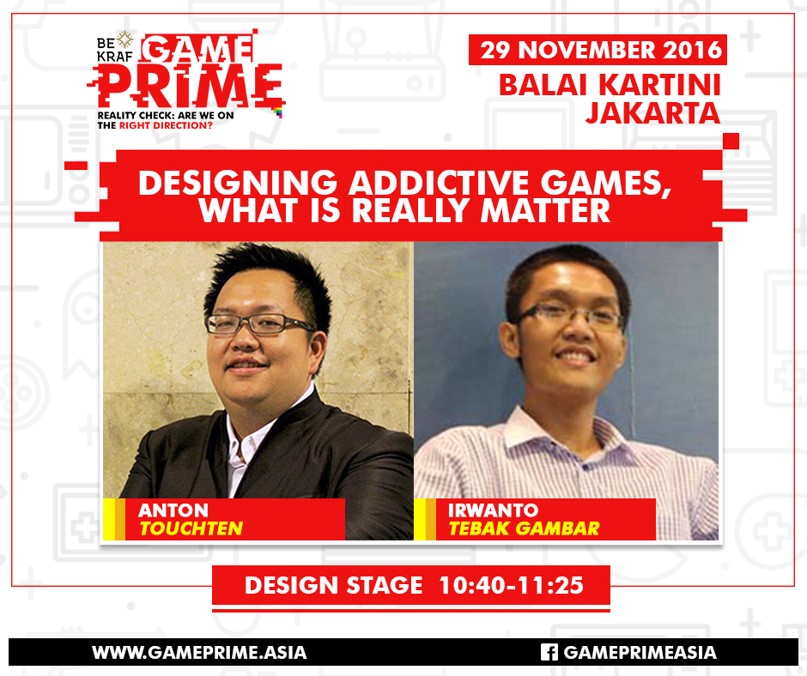 BE
KRAF
GAME
PRIME
REALITY CHECK: ARE WE ON
THE RIGHT DIRECTION?
29 NOVEMBER 2016
BALAI KARTINI
JAKARTA
DESIGNING ADDICTIVE GAMES,
WHAT IS REALLY MATTER
ANTON
TOUCHTEN
IRWANTO
TEBAK GAMBAR
DESIGN STAGE 10:40-11:25
WWW.GAMEPRIME.ASIA
GAMEPRIMEASIA